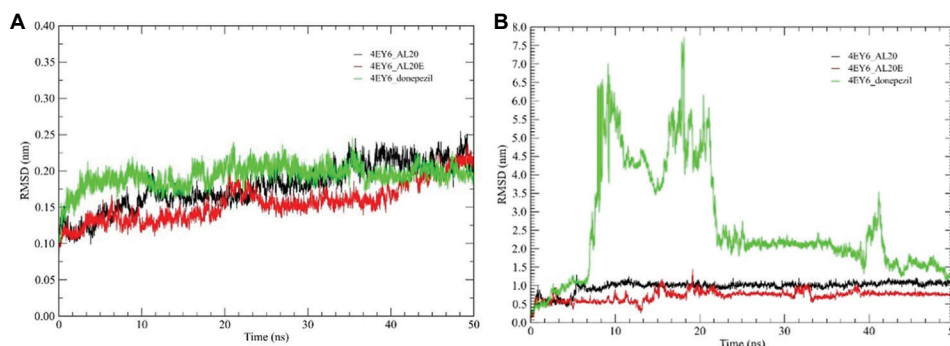 A
0.40
0.35
0.30
0.25
0.20
0.15
0.10
0.05
0.00
RMSD (nm)
4EY6_AL20
4EY6_AL20E
4EY6_donepezil
0 10 20 30 40 50
Time (ns)
B
8.0
7.5
7.0
6.5
6.0
5.5
5.0
4.5
4.0
3.5
3.0
2.5
2.0
1.5
1.0
0.5
0.0
RMSD (nm)
4EY6_AL20
4EY6_AL20E
4EY6_donepezil
0 10 20 30 40 50
Time (ns)